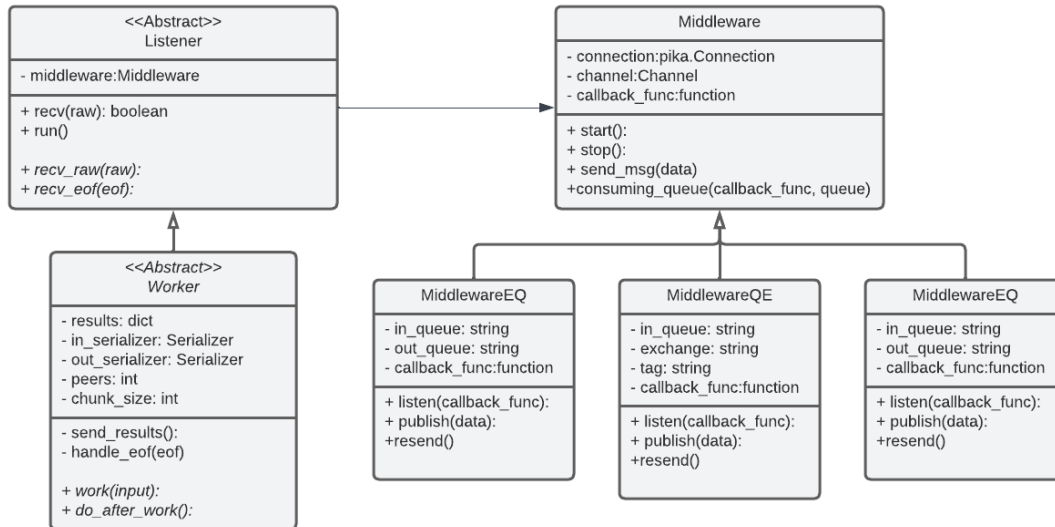 <<Abstract>>
Listener
- middleware:Middleware
+ recv(raw): boolean
+ run()
+ recv_raw(raw):
+ recv_eof(eof):
Middleware
- connection:pika.Connection
- channel:Channel
- callback_func:function
+ start():
+ stop():
+ send_msg(data)
+consuming_queue(callback_func, queue)
<<Abstract>>
Worker
- results: dict
- in_serializer: Serializer
- out_serializer: Serializer
- peers: int
- chunk_size: int
- send_results():
- handle_eof(eof)
+ work(input):
+ do_after_work():
MiddlewareEQ
- in_queue: string
- out_queue: string
- callback_func:function
+ listen(callback_func):
+ publish(data):
+resend()
MiddlewareQE
- in_queue: string
- exchange: string
- tag: string
- callback_func:function
+ listen(callback_func):
+ publish(data):
+resend()
MiddlewareEQ
- in_queue: string
- out_queue: string
- callback_func:function
+ listen(callback_func):
+ publish(data):
+resend()